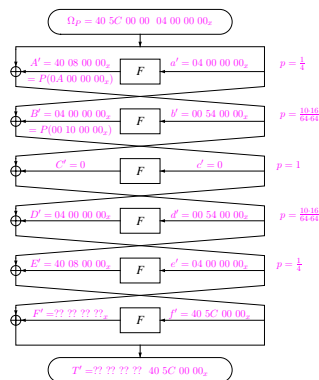 Ω_P = 40 5C 00 00 04 00 00 00_x
A′ = 40 08 00 00_x F a′ = 04 00 00 00_x p = 1/4
= P(0A 00 00 00_x)
B′ = 04 00 00 00_x F b′ = 00 54 00 00_x p = 10·16/64·64
= P(00 10 00 00_x)
C′ = 0 F c′ = 0 p = 1
D′ = 04 00 00 00_x F d′ = 00 54 00 00_x p = 10·16/64·64
E′ = 40 08 00 00_x F e′ = 04 00 00 00_x p = 1/4
F′ =?? ?? ?? ??_x F f′ = 40 5C 00 00_x
T′ =?? ?? ?? ?? 40 5C 00 00_x